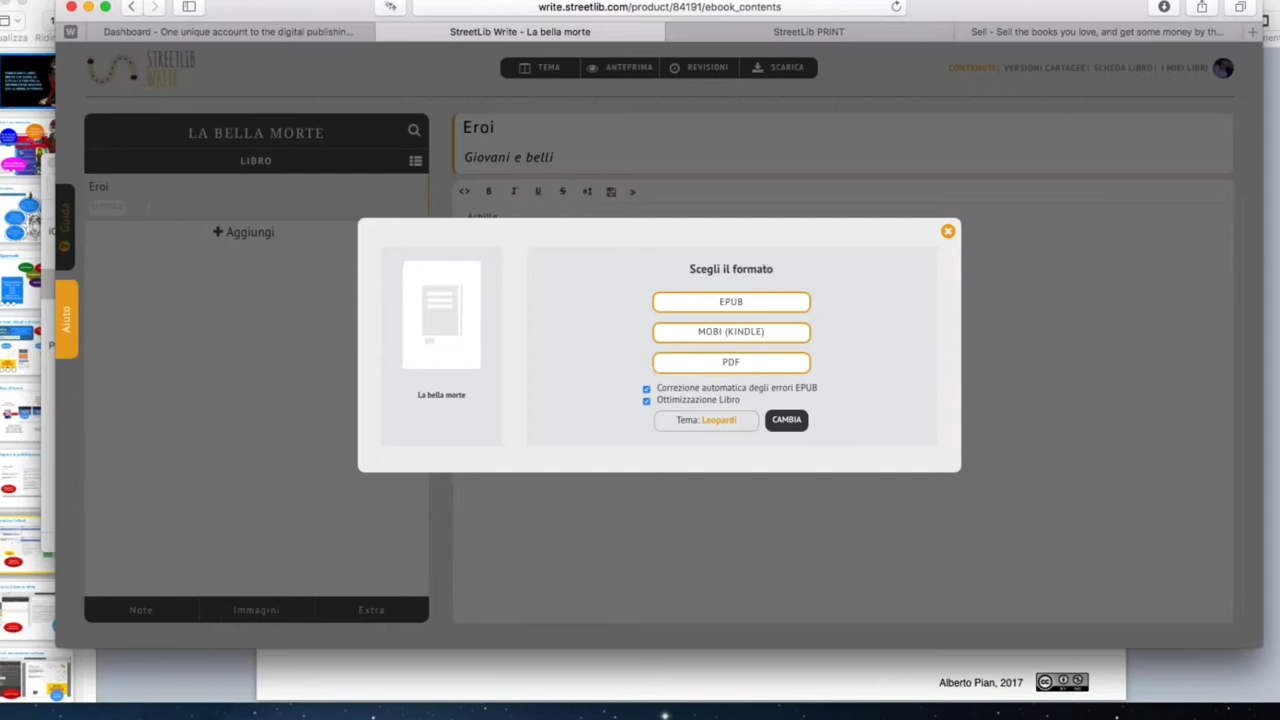 write.streetlib.com/product/84191/ebook_contents
Dashboard - One unique account to the digital publishin...
StreetLib Write - La bella morte
StreetLib PRINT
Sell - Sell the books you love, and get some money by th...
STREETLIB
WRITE
TEMA
ANTEPRIMA
REVISIONI
SCARICA
CONTENUTI | VERSIONI CARTACEE | SCHEDA LIBRO | I MIEI LIBRI
LA BELLA MORTE
LIBRO
Eroi
Aggiungi
Guida
Aiuto
Eroi
Giovani e belli
Achille
Scegli il formato
EPUB
MOBI (KINDLE)
PDF
Correzione automatica degli errori EPUB
Ottimizzazione Libro
Tema: Leopardi
CAMBIA
La bella morte
Note
Immagini
Extra
Alberto Pian, 2017